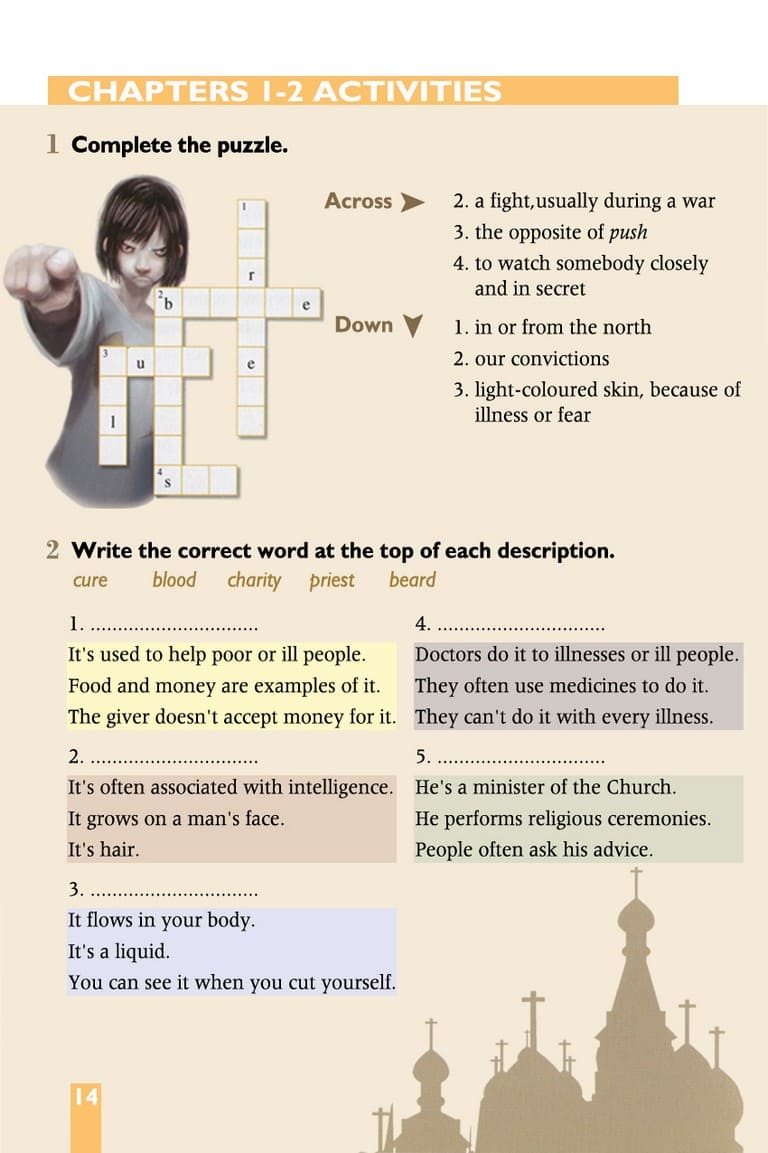 CHAPTERS 1-2 ACTIVITIES
1 Complete the puzzle.
1
r
2 b e
3 u e
l
4 s
Across
2. a fight,usually during a war
3. the opposite of push
4. to watch somebody closely
and in secret
Down
1. in or from the north
2. our convictions
3. light-coloured skin, because of
illness or fear
2 Write the correct word at the top of each description.
cure blood charity priest beard
1. ..............................
It's used to help poor or ill people.
Food and money are examples of it.
The giver doesn't accept money for it.
2. ..............................
It's often associated with intelligence.
It grows on a man's face.
It's hair.
3. ..............................
It flows in your body.
It's a liquid.
You can see it when you cut yourself.
4. ..............................
Doctors do it to illnesses or ill people.
They often use medicines to do it.
They can't do it with every illness.
5. ..............................
He's a minister of the Church.
He performs religious ceremonies.
People often ask his advice.
14